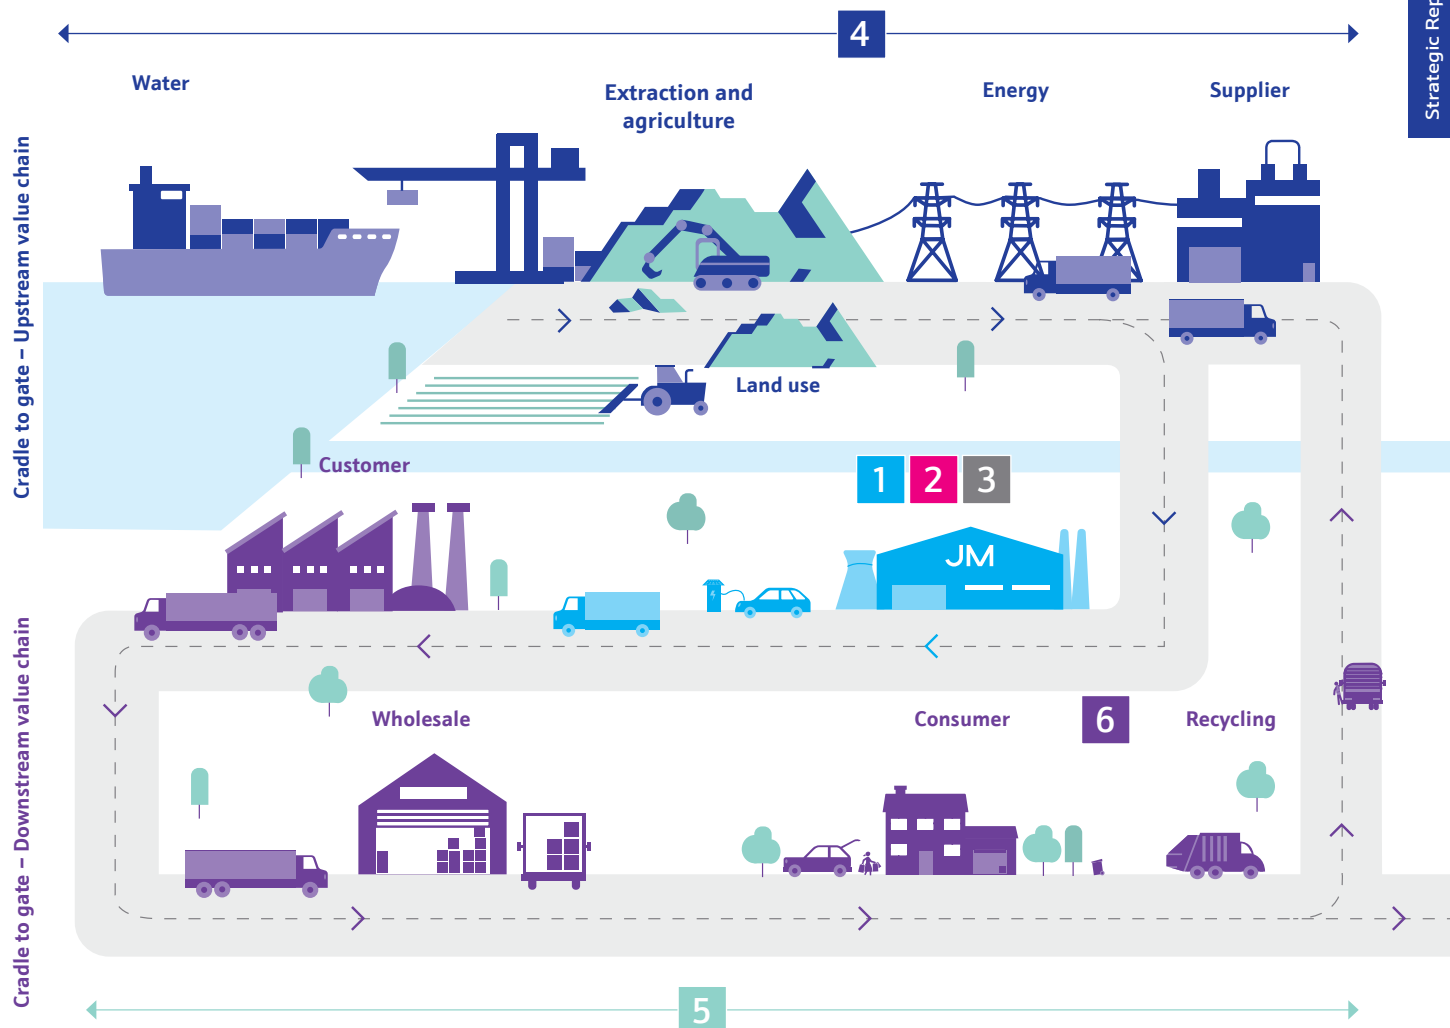 4
Strategic Rep
Water
Extraction and
agriculture
Energy
Supplier
Cradle to gate – Upstream value chain
Land use
Customer
1 2 3
JM
Cradle to gate – Downstream value chain
Wholesale
Consumer
6
Recycling
5